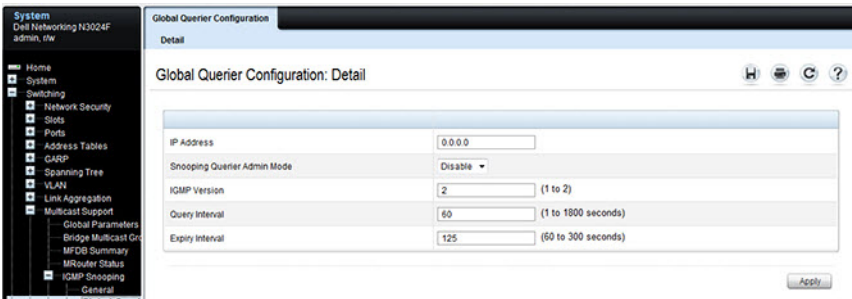 System
Dell Networking N3024F
admin, r/w
Home
System
Switching
Network Security
Slots
Ports
Address Tables
GARP
Spanning Tree
VLAN
Link Aggregation
Multicast Support
Global Parameters
Bridge Multicast Gro
MFDB Summary
MRouter Status
IGMP Snooping
General
Global Querier Configuration
Detail
Global Querier Configuration: Detail
?
IP Address 0.0.0.0
Snooping Querier Admin Mode Disable
IGMP Version 2 (1 to 2)
Query Interval 60 (1 to 1800 seconds)
Expiry Interval 125 (60 to 300 seconds)
Apply